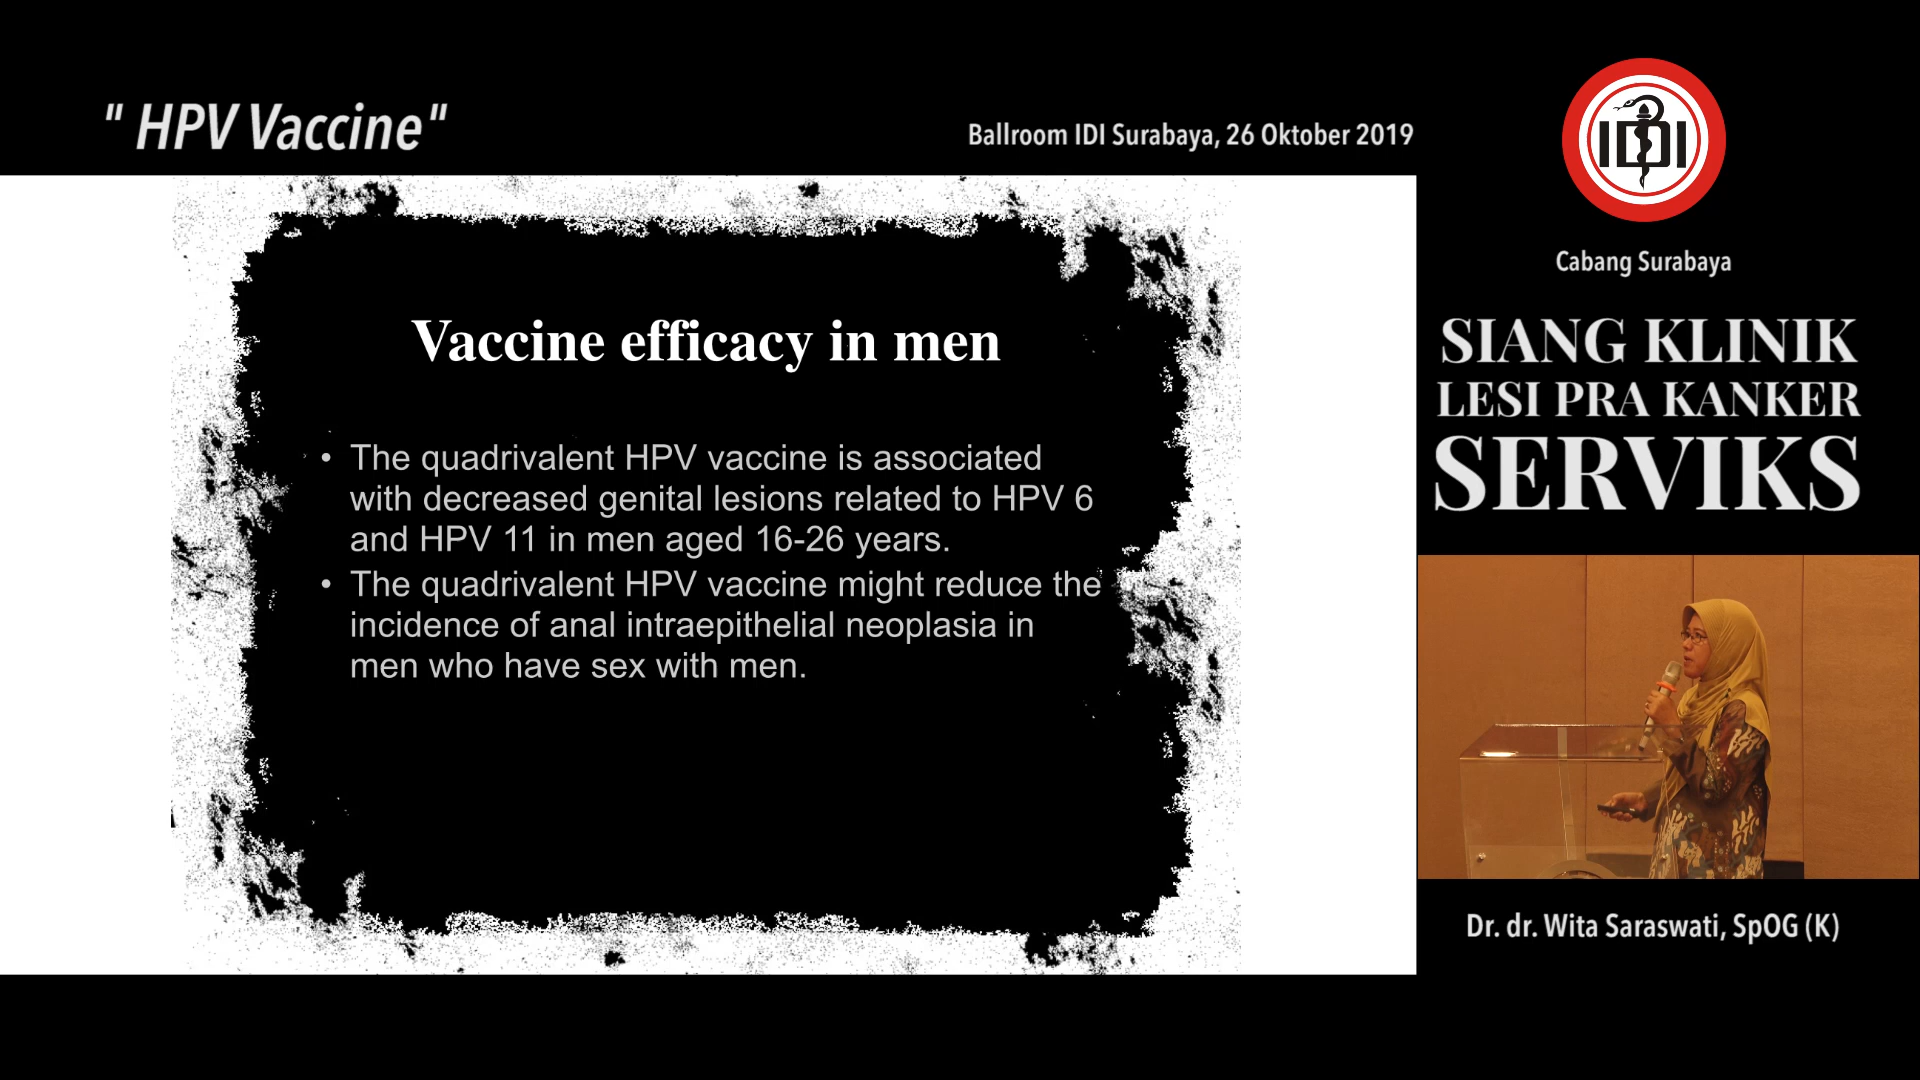 " HPV Vaccine"
Ballroom IDI Surabaya, 26 Oktober 2019
IDI
Cabang Surabaya
SIANG KLINIK
LESI PRA KANKER
SERVIKS
Vaccine efficacy in men
• The quadrivalent HPV vaccine is associated
with decreased genital lesions related to HPV 6
and HPV 11 in men aged 16-26 years.
• The quadrivalent HPV vaccine might reduce the
incidence of anal intraepithelial neoplasia in
men who have sex with men.
Dr. dr. Wita Saraswati, SpOG (K)